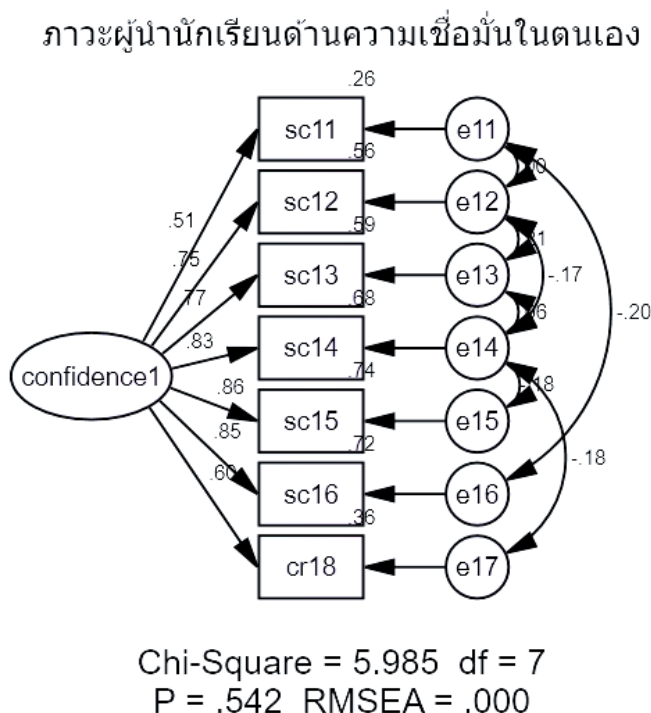 ภาวะผู้นำนักเรียนด้านความเชื่อมั่นในตนเอง
.26
sc11
e11
.56
sc12
e12
.51
.59
.75
sc13
e13
-.17
.77
.68
-.20
.83
sc14
e14
.74
confidence1
.86
-.18
sc15
e15
.85
.72
-.18
.60
sc16
e16
.36
cr18
e17
Chi-Square = 5.985 df = 7
P = .542 RMSEA = .000